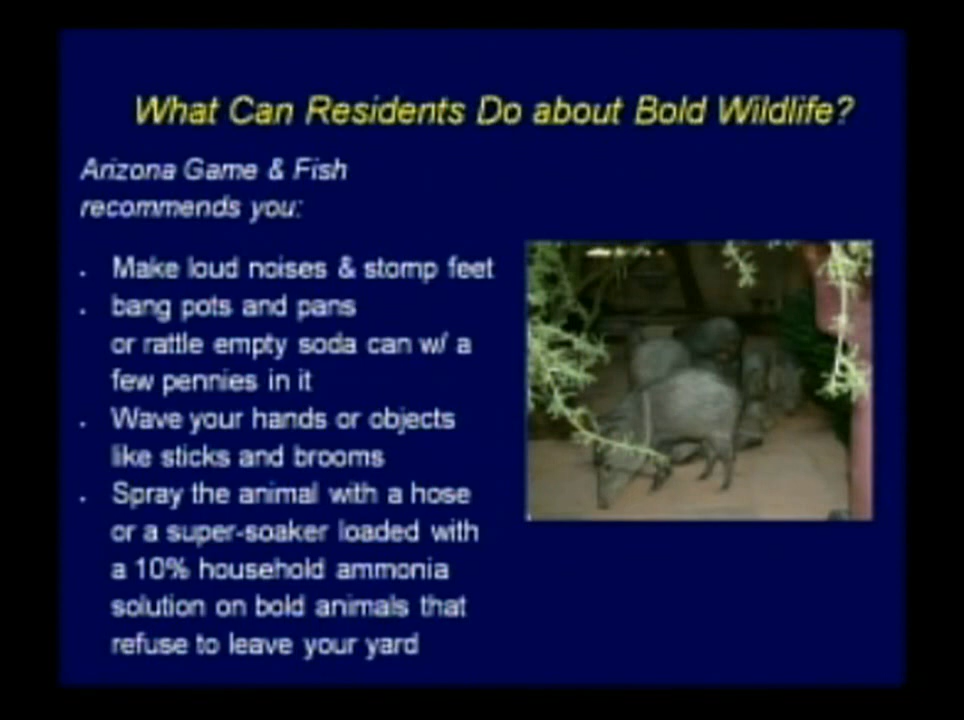 What Can Residents Do about Bold Wildlife?
Arizona Game & Fish
recommends you:
• Make loud noises & stomp feet
• bang pots and pans
or rattle empty soda can w/ a
few pennies in it
• Wave your hands or objects
like sticks and brooms
• Spray the animal with a hose
or a super-soaker loaded with
a 10% household ammonia
solution on bold animals that
refuse to leave your yard